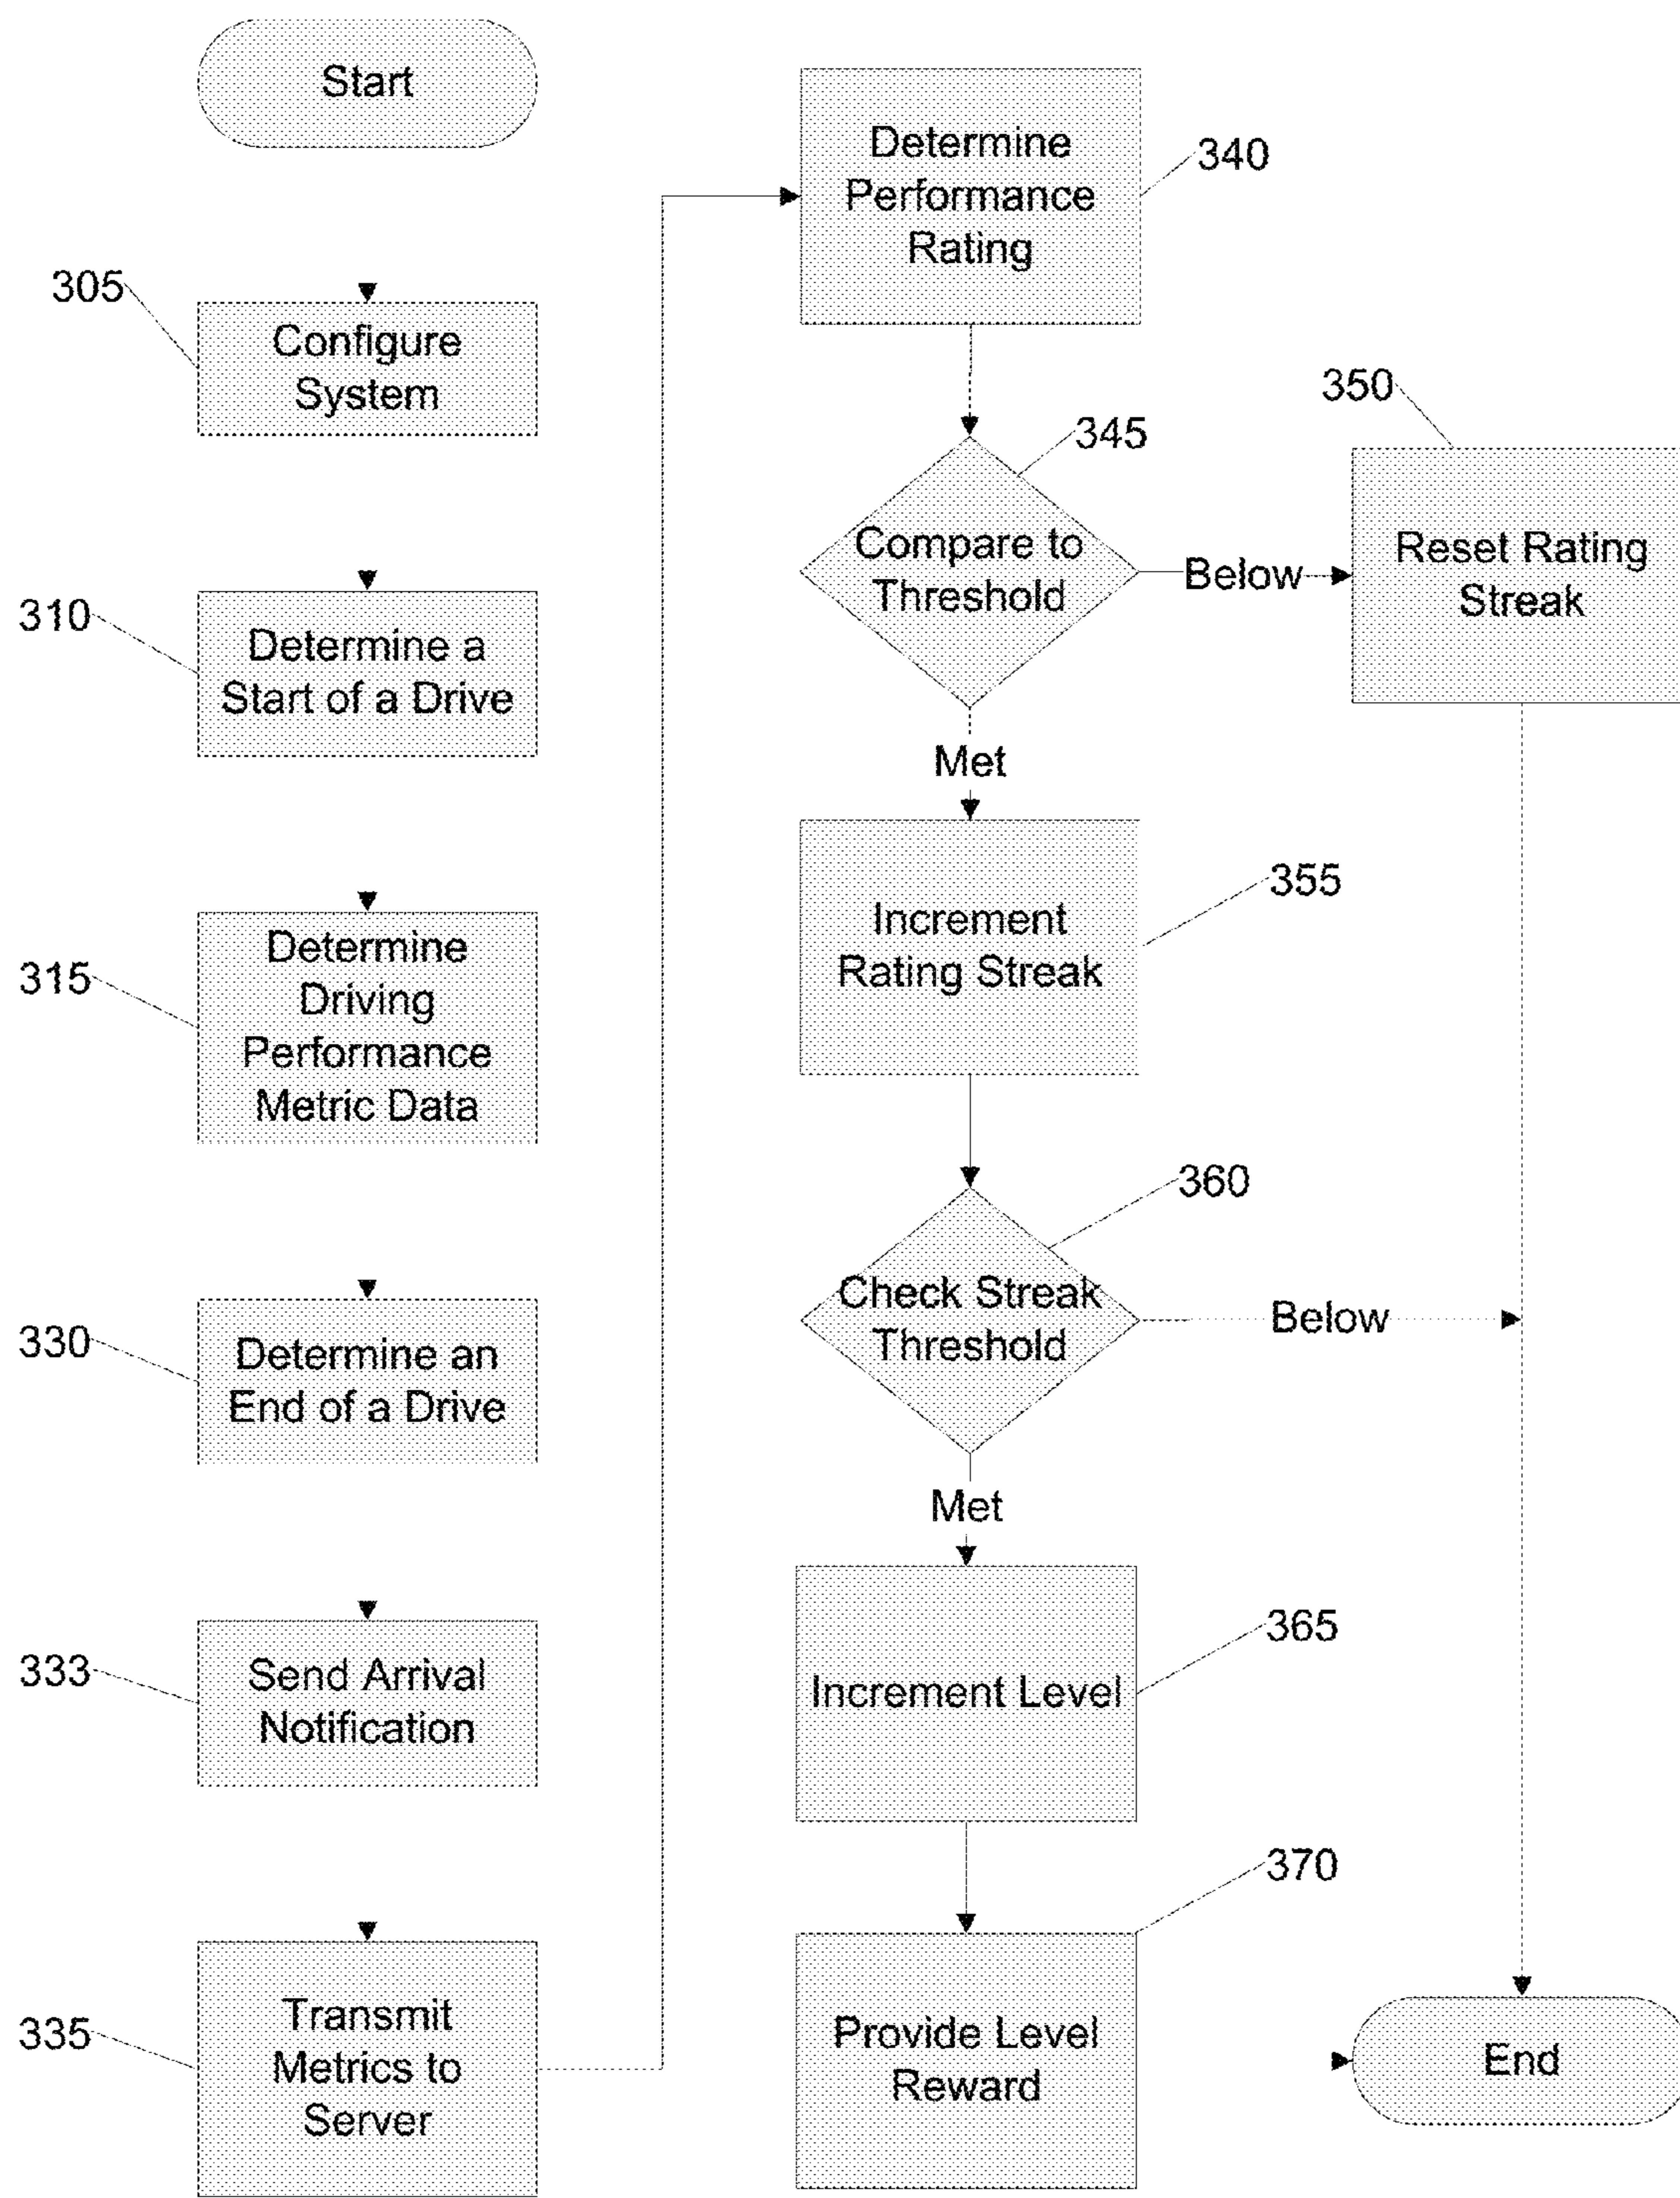 Start
305
Configure
System
310
Determine a
Start of a Drive
315
Determine
Driving
Performance
Metric Data
330
Determine an
End of a Drive
333
Send Arrival
Notification
335
Transmit
Metrics to
Server
Determine
Performance
Rating
340
345
Compare to
Threshold
Below
350
Reset Rating
Streak
Met
355
Increment
Rating Streak
360
Check Streak
Threshold
Below
Met
365
Increment Level
370
Provide Level
Reward
End